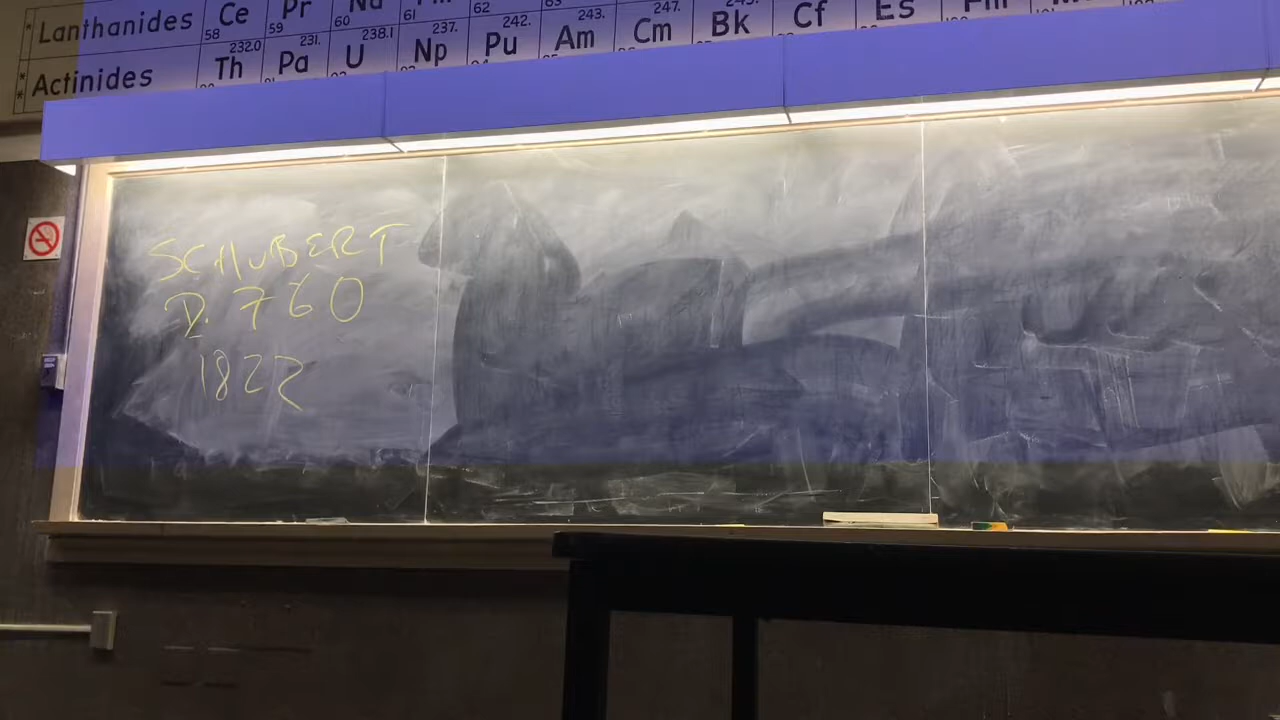 * Lanthanides Ce Pr Nd
58 59 60 61 62 63
232.0 231. 238.1 237. 242. 243. 247.
* Actinides Th Pa U Np Pu Am Cm Bk Cf Es Fm
SCHUBERT
D. 760
1822